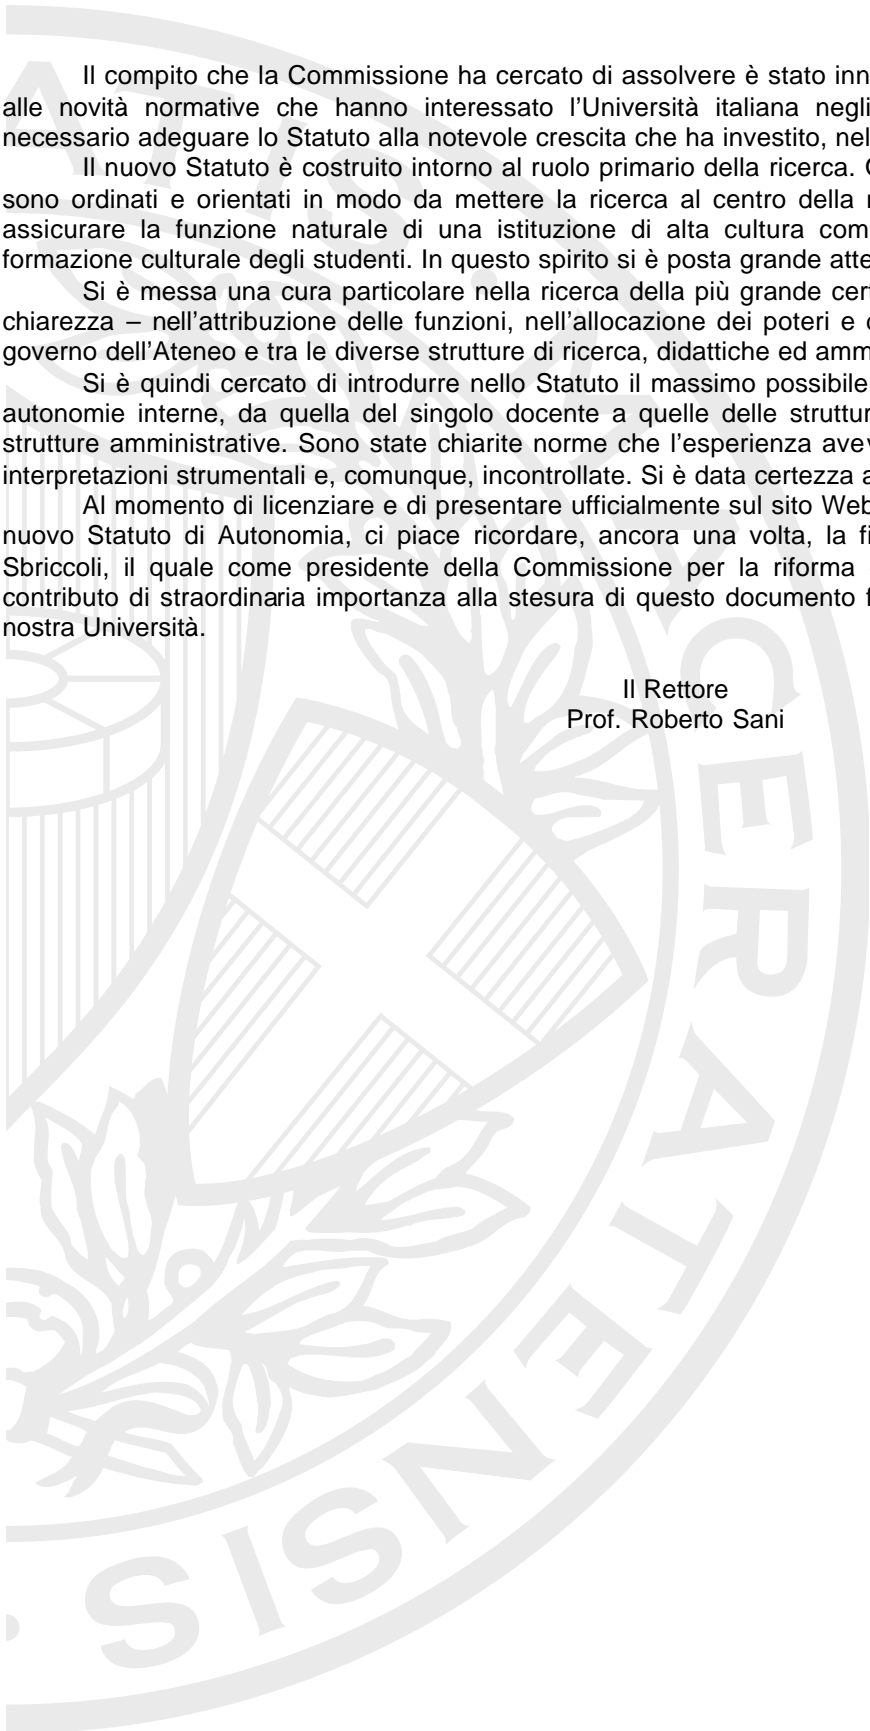 Il compito che la Commissione ha cercato di assolvere è stato inn
alle novità normative che hanno interessato l'Università italiana negli
necessario adeguare lo Statuto alla notevole crescita che ha investito, nel
Il nuovo Statuto è costruito intorno al ruolo primario della ricerca.
sono ordinati e orientati in modo da mettere la ricerca al centro della
assicurare la funzione naturale di una istituzione di alta cultura com
formazione culturale degli studenti. In questo spirito si è posta grande atte
Si è messa una cura particolare nella ricerca della più grande cer
chiarezza – nell'attribuzione delle funzioni, nell'allocazione dei poteri e
governo dell'Ateneo e tra le diverse strutture di ricerca, didattiche ed amm
Si è quindi cercato di introdurre nello Statuto il massimo possibile
autonomie interne, da quella del singolo docente a quelle delle struttur
strutture amministrative. Sono state chiarite norme che l'esperienza ave
interpretazioni strumentali e, comunque, incontrollate. Si è data certezza a
Al momento di licenziare e di presentare ufficialmente sul sito Web
nuovo Statuto di Autonomia, ci piace ricordare, ancora una volta, la fi
Sbriccoli, il quale come presidente della Commissione per la riforma
contributo di straordinaria importanza alla stesura di questo documento f
nostra Università.
Il Rettore
Prof. Roberto Sani
MACERATENSIS